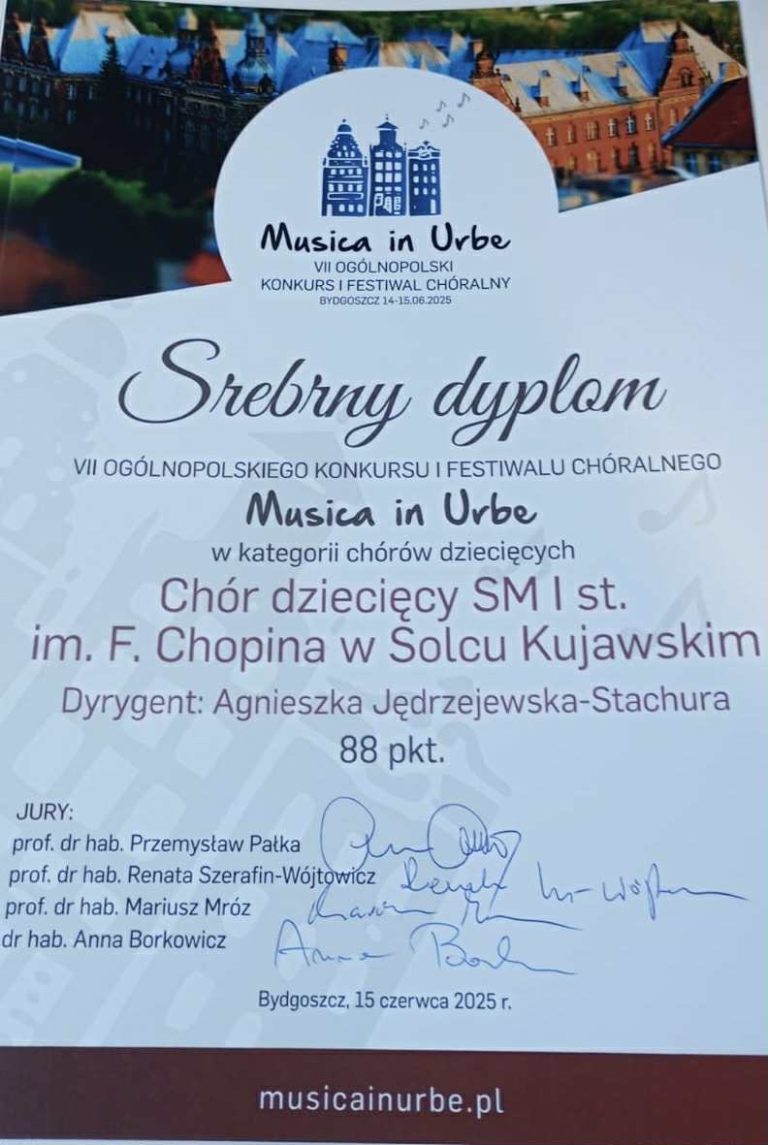 Musica in Urbe
VII OGÓLNOPOLSKI
KONKURS I FESTIWAL CHÓRALNY
BYDGOSZCZ 14-15.06.2025
Srebrny dyplom
VII OGÓLNOPOLSKIEGO KONKURSU I FESTIWALU CHÓRALNEGO
Musica in Urbe
w kategorii chórów dziecięcych
Chór dziecięcy SM I st.
im. F. Chopina w Solcu Kujawskim
Dyrygent: Agnieszka Jędrzejewska-Stachura
88 pkt.
JURY:
prof. dr hab. Przemysław Pałka
prof. dr hab. Renata Szerafin-Wójtowicz
prof. dr hab. Mariusz Mróz
dr hab. Anna Borkowicz
Bydgoszcz, 15 czerwca 2025 r.
musicainurbe.pl